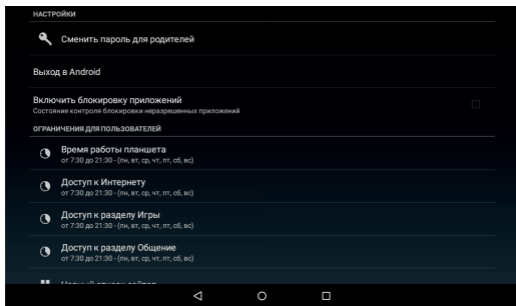 НАСТРОЙКИ
Сменить пароль для родителей
Выход в Android
Включить блокировку приложений
Состояние контроля блокировки неразрешенных приложений
ОГРАНИЧЕНИЯ ДЛЯ ПОЛЬЗОВАТЕЛЕЙ
Время работы планшета
от 7:30 до 21:30 - (пн, вт, ср, чт, пт, сб, вс)
Доступ к Интернету
от 7:30 до 21:30 - (пн, вт, ср, чт, пт, сб, вс)
Доступ к разделу Игры
от 7:30 до 21:30 - (пн, вт, ср, чт, пт, сб, вс)
Доступ к разделу Общение
от 7:30 до 21:30 - (пн, вт, ср, чт, пт, сб, вс)
список сайтов